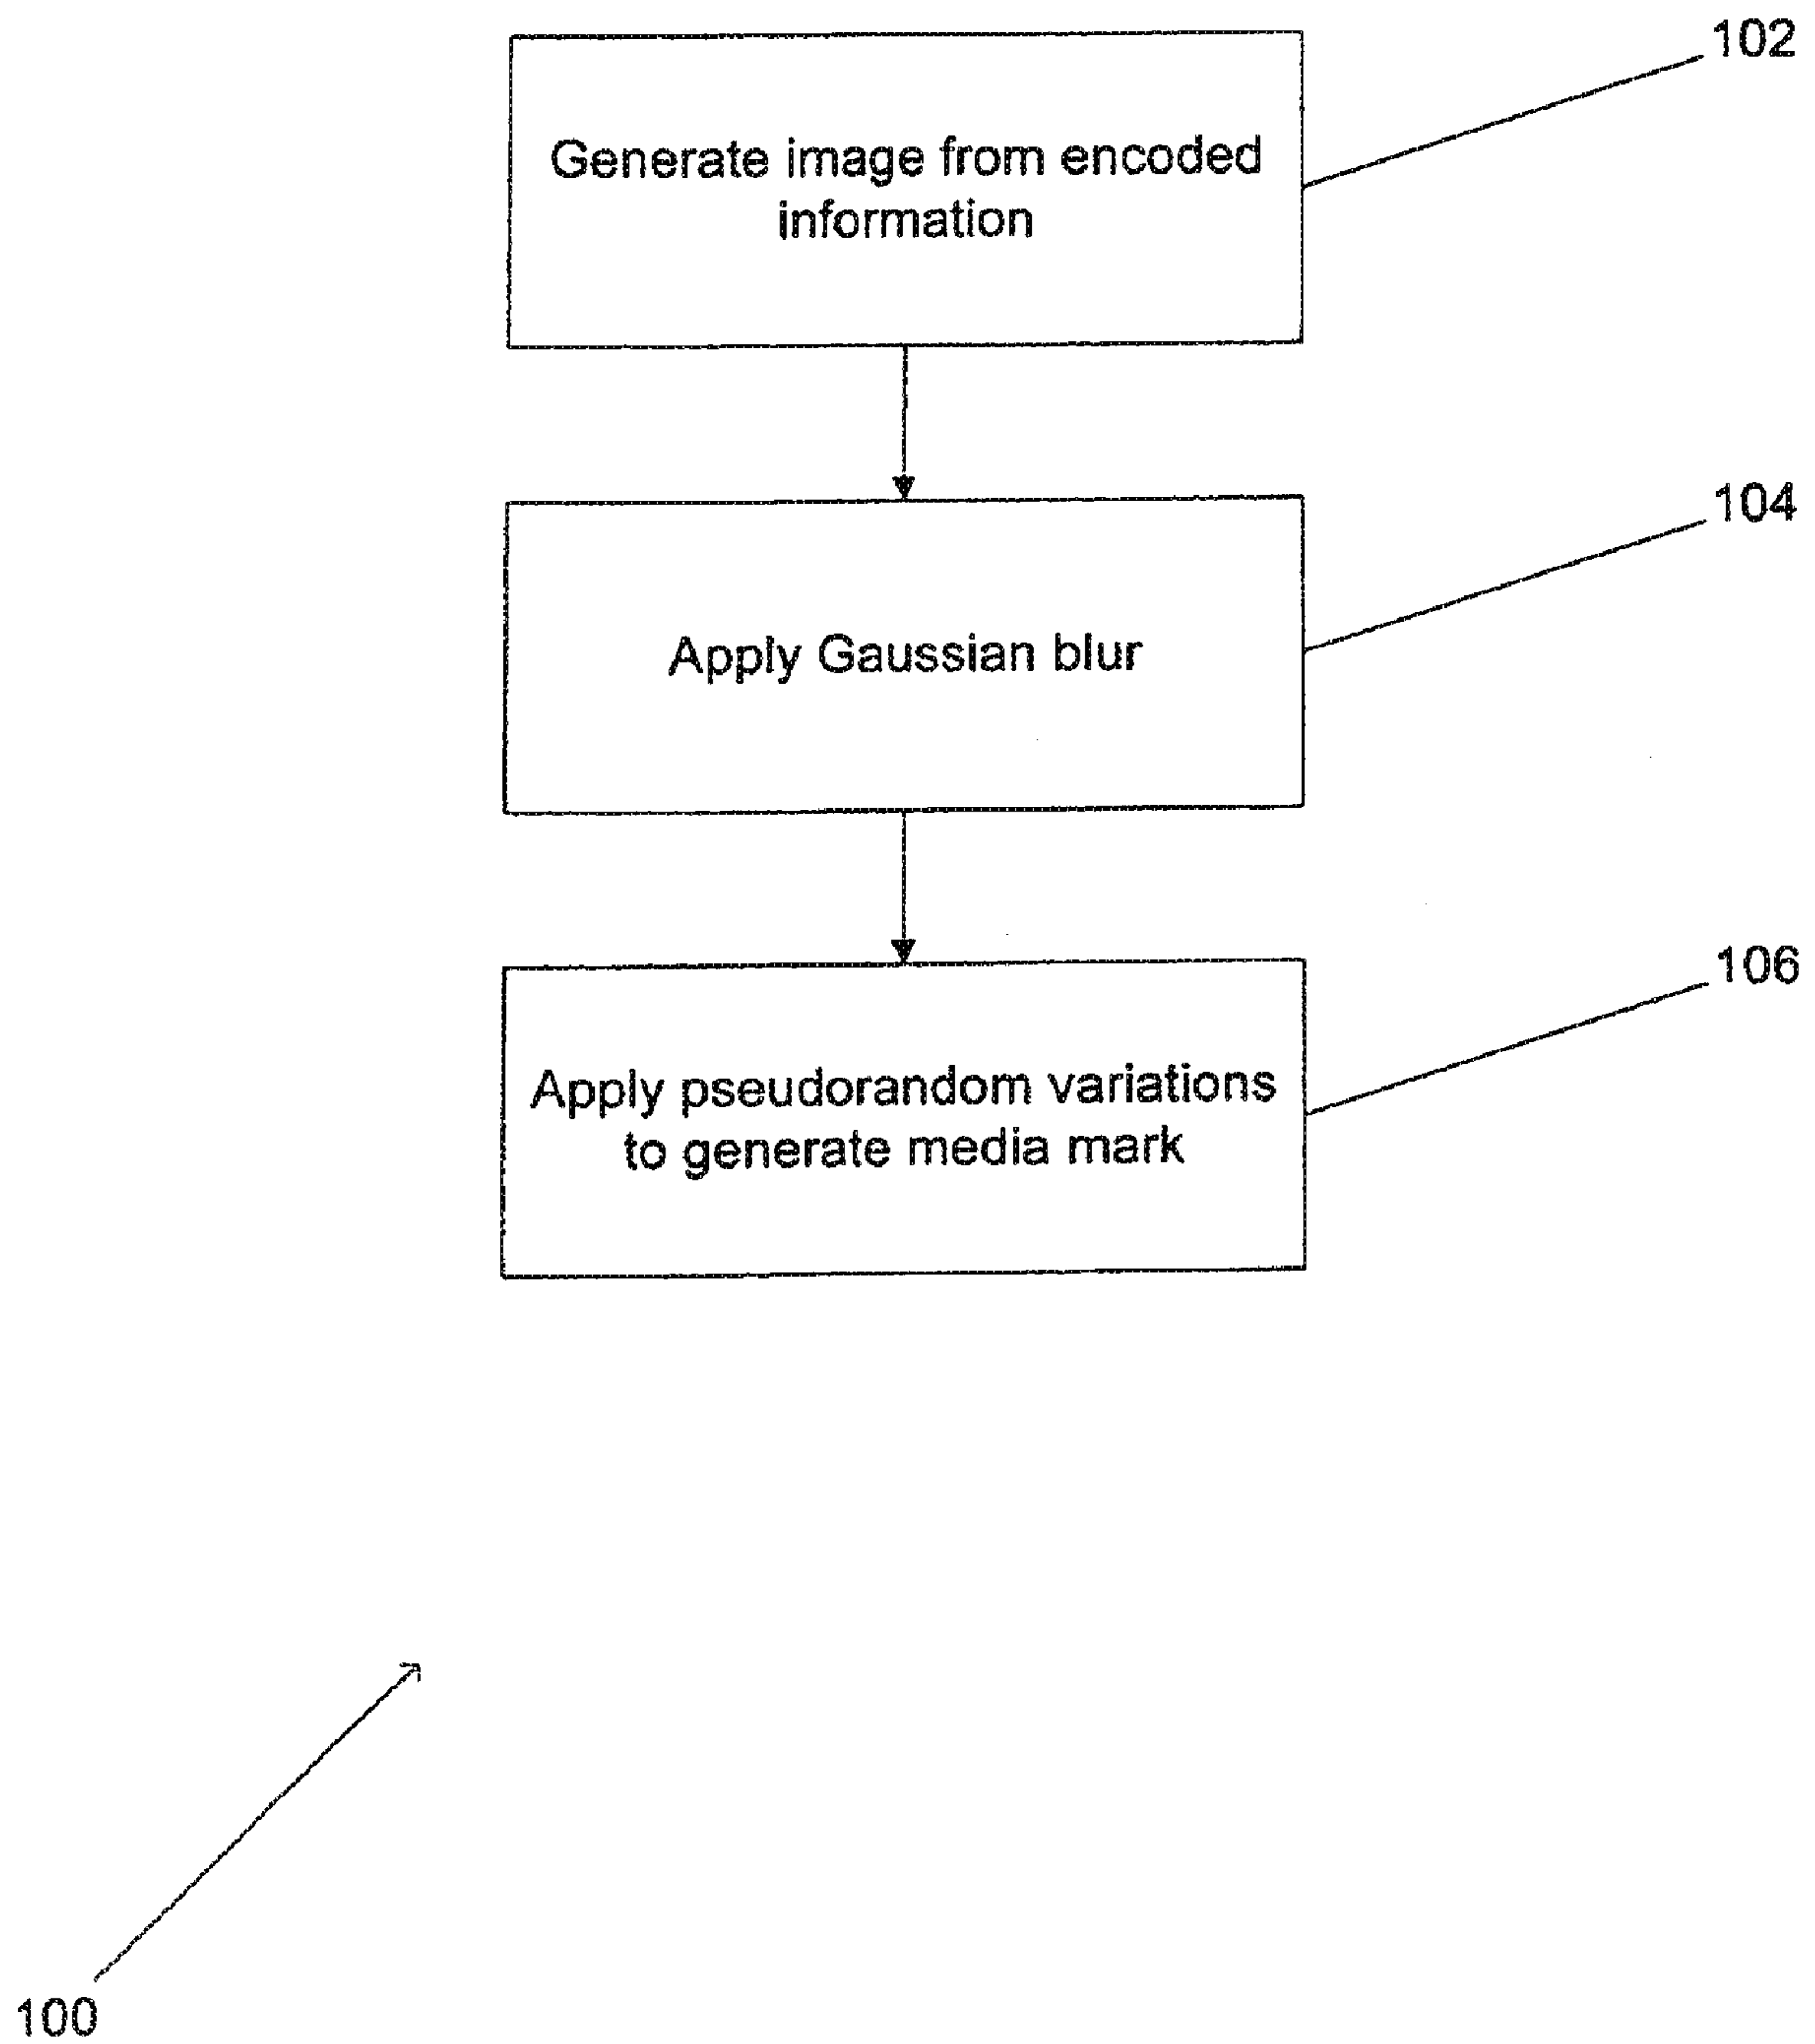 102
Generate image from encoded
information
104
Apply Gaussian blur
106
Apply pseudorandom variations
to generate media mark
100